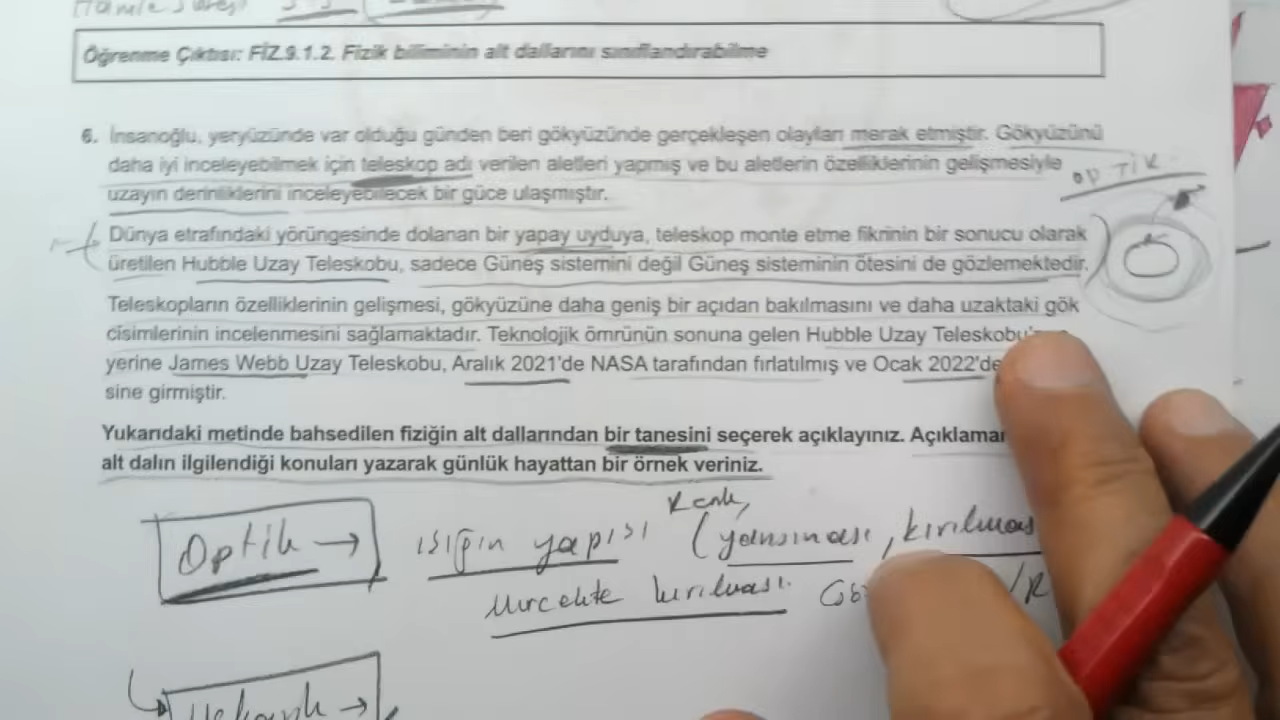 Hamle süresi
Öğrenme Çıktısı: FİZ.9.1.2. Fizik biliminin alt dallarını sınıflandırabilme
6. İnsanoğlu, yeryüzünde var olduğu günden beri gökyüzünde gerçekleşen olayları merak etmiştir. Gökyüzünü
daha iyi inceleyebilmek için teleskop adı verilen aletleri yapmış ve bu aletlerin özelliklerinin gelişmesiyle
uzayın derinliklerini inceleyebilecek bir güce ulaşmıştır.
OPTİK
Dünya etrafındaki yörüngesinde dolanan bir yapay uyduya, teleskop monte etme fikrinin bir sonucu olarak
üretilen Hubble Uzay Teleskobu, sadece Güneş sistemini değil Güneş sisteminin ötesini de gözlemektedir.
Teleskopların özelliklerinin gelişmesi, gökyüzüne daha geniş bir açıdan bakılmasını ve daha uzaktaki gök
cisimlerinin incelenmesini sağlamaktadır. Teknolojik ömrünün sonuna gelen Hubble Uzay Teleskobu'
yerine James Webb Uzay Teleskobu, Aralık 2021'de NASA tarafından fırlatılmış ve Ocak 2022'de
sine girmiştir.
Yukarıdaki metinde bahsedilen fiziğin alt dallarından bir tanesini seçerek açıklayınız. Açıklama
alt dalın ilgilendiği konuları yazarak günlük hayattan bir örnek veriniz.
Renk,
Optik → ışığın yapısı (yansıması, kırılması
Mercekte kırılması.
Mekanik →